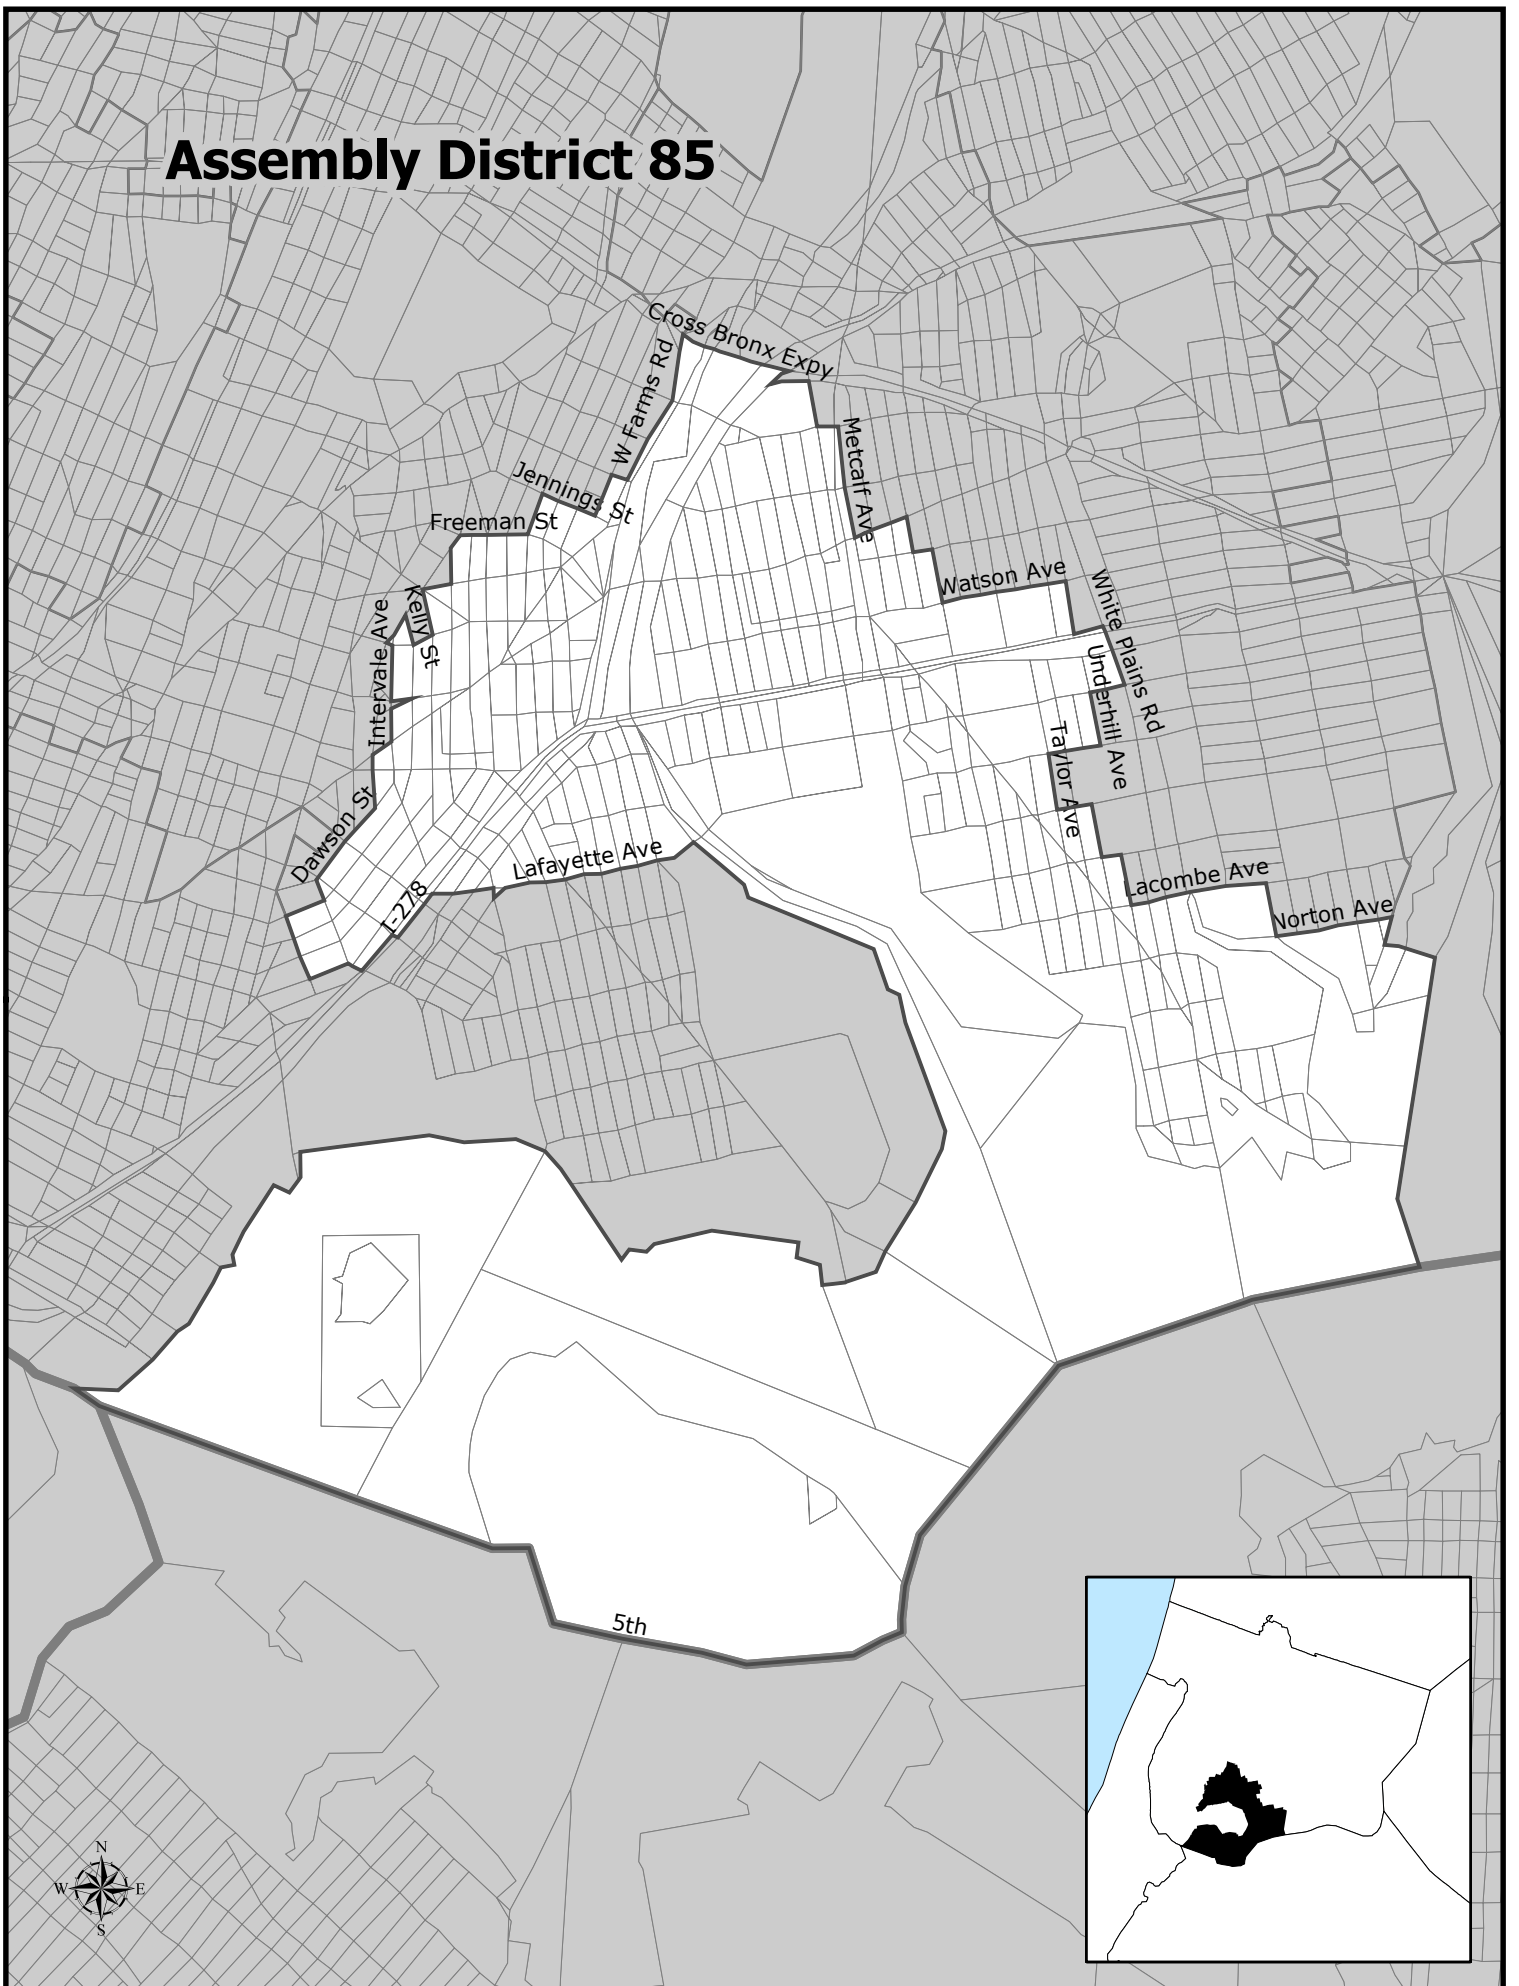 Assembly District 85
Cross Bronx Expy
W Farms Rd
Metcalf Ave
Jennings St
Freeman St
Watson Ave
White Plains Rd
Kelly St
Intervale Ave
Underhill Ave
Taylor Ave
Dawson St
Lafayette Ave
Lacombe Ave
I-278
Norton Ave
5th
N
W
E
S